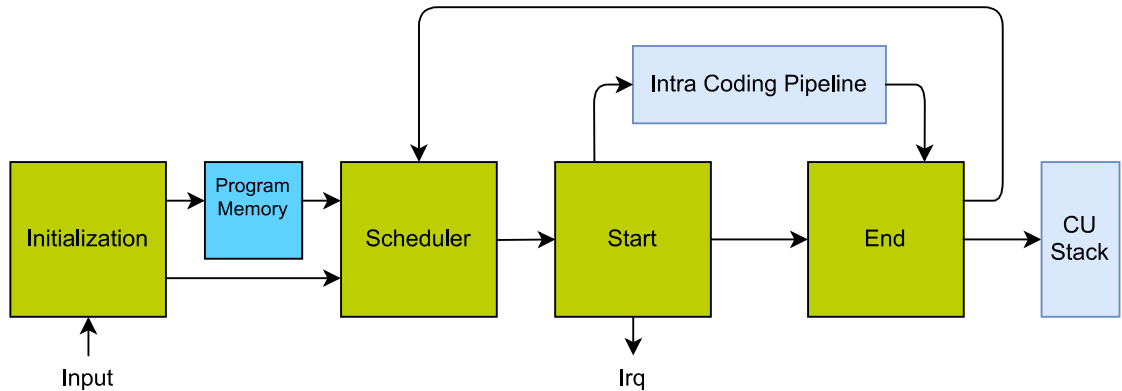 Intra Coding Pipeline
Program
Memory
Initialization
Scheduler
Start
End
CU
Stack
Input
Irq